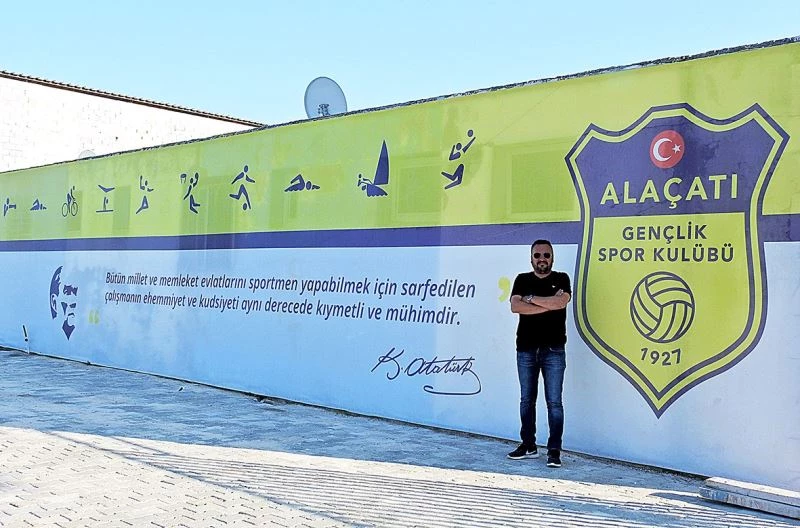 ALAÇATI
GENÇLİK
SPOR KULÜBÜ
1927
Bütün millet ve memleket evlatlarını sportmen yapabilmek için sarfedilen
çalışmanın ehemmiyet ve kudsiyeti aynı derecede kıymetli ve mühimdir.
K. Atatürk